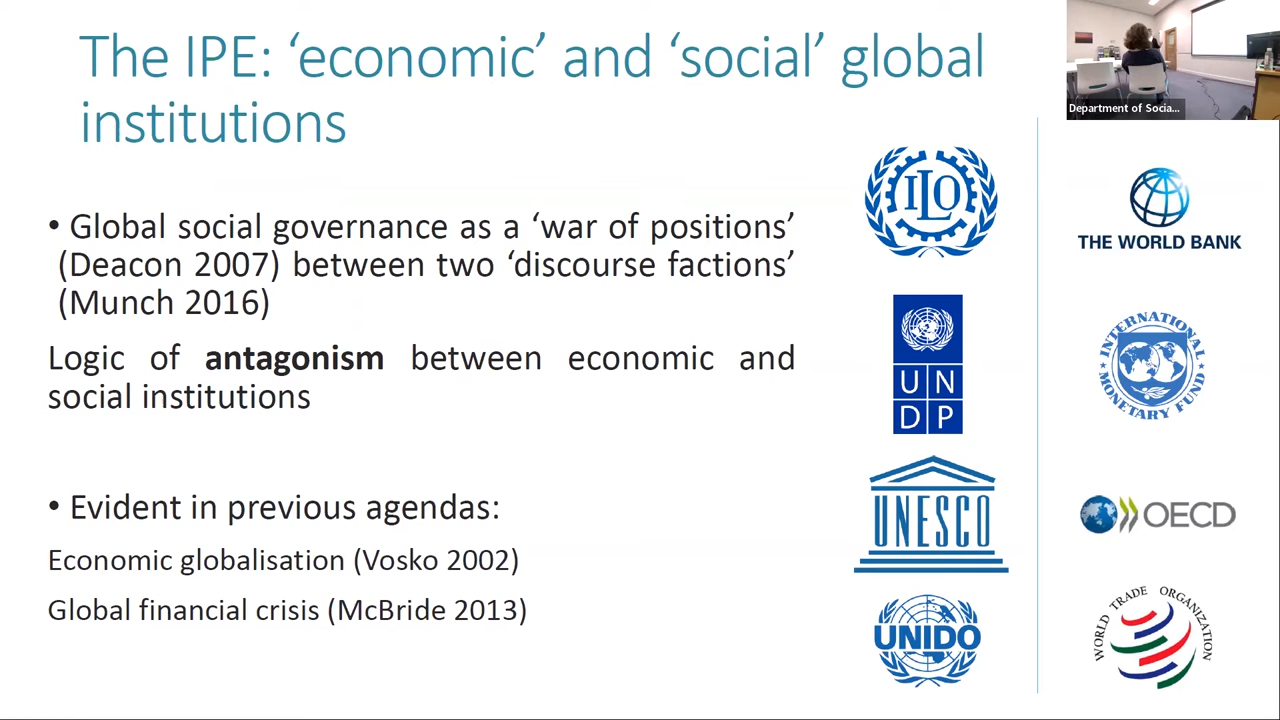 The IPE: ‘economic’ and ‘social’ global
institutions
Department of Socia...
• Global social governance as a ‘war of positions’
(Deacon 2007) between two ‘discourse factions’
(Munch 2016)
Logic of antagonism between economic and
social institutions
• Evident in previous agendas:
Economic globalisation (Vosko 2002)
Global financial crisis (McBride 2013)
ILO
THE WORLD BANK
UN
DP
INTERNATIONAL
MONETARY FUND
UNESCO
OECD
UNIDO
WORLD TRADE ORGANIZATION